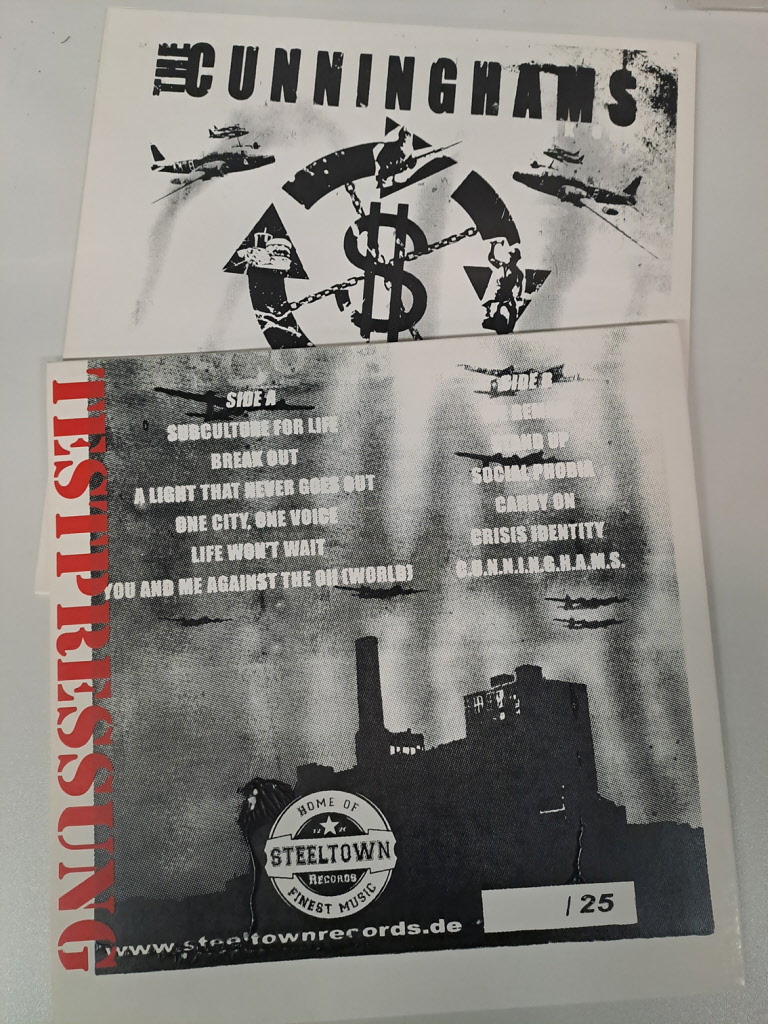 THE CUNNINGHAMS
$
TESTPRESSUNG
SIDE A
SUBCULTURE FOR LIFE
BREAK OUT
A LIGHT THAT NEVER GOES OUT
ONE CITY, ONE VOICE
LIFE WON'T WAIT
YOU AND ME AGAINST THE OH (WORLD)
SIDE B
UP
SOCIAL PHOBIA
CARRY ON
CRISIS IDENTITY
C.U.N.N.I.N.G.H.A.M.S.
HOME OF
STEELTOWN
RECORDS
FINEST MUSIC
/ 25
www.steeltownrecords.de